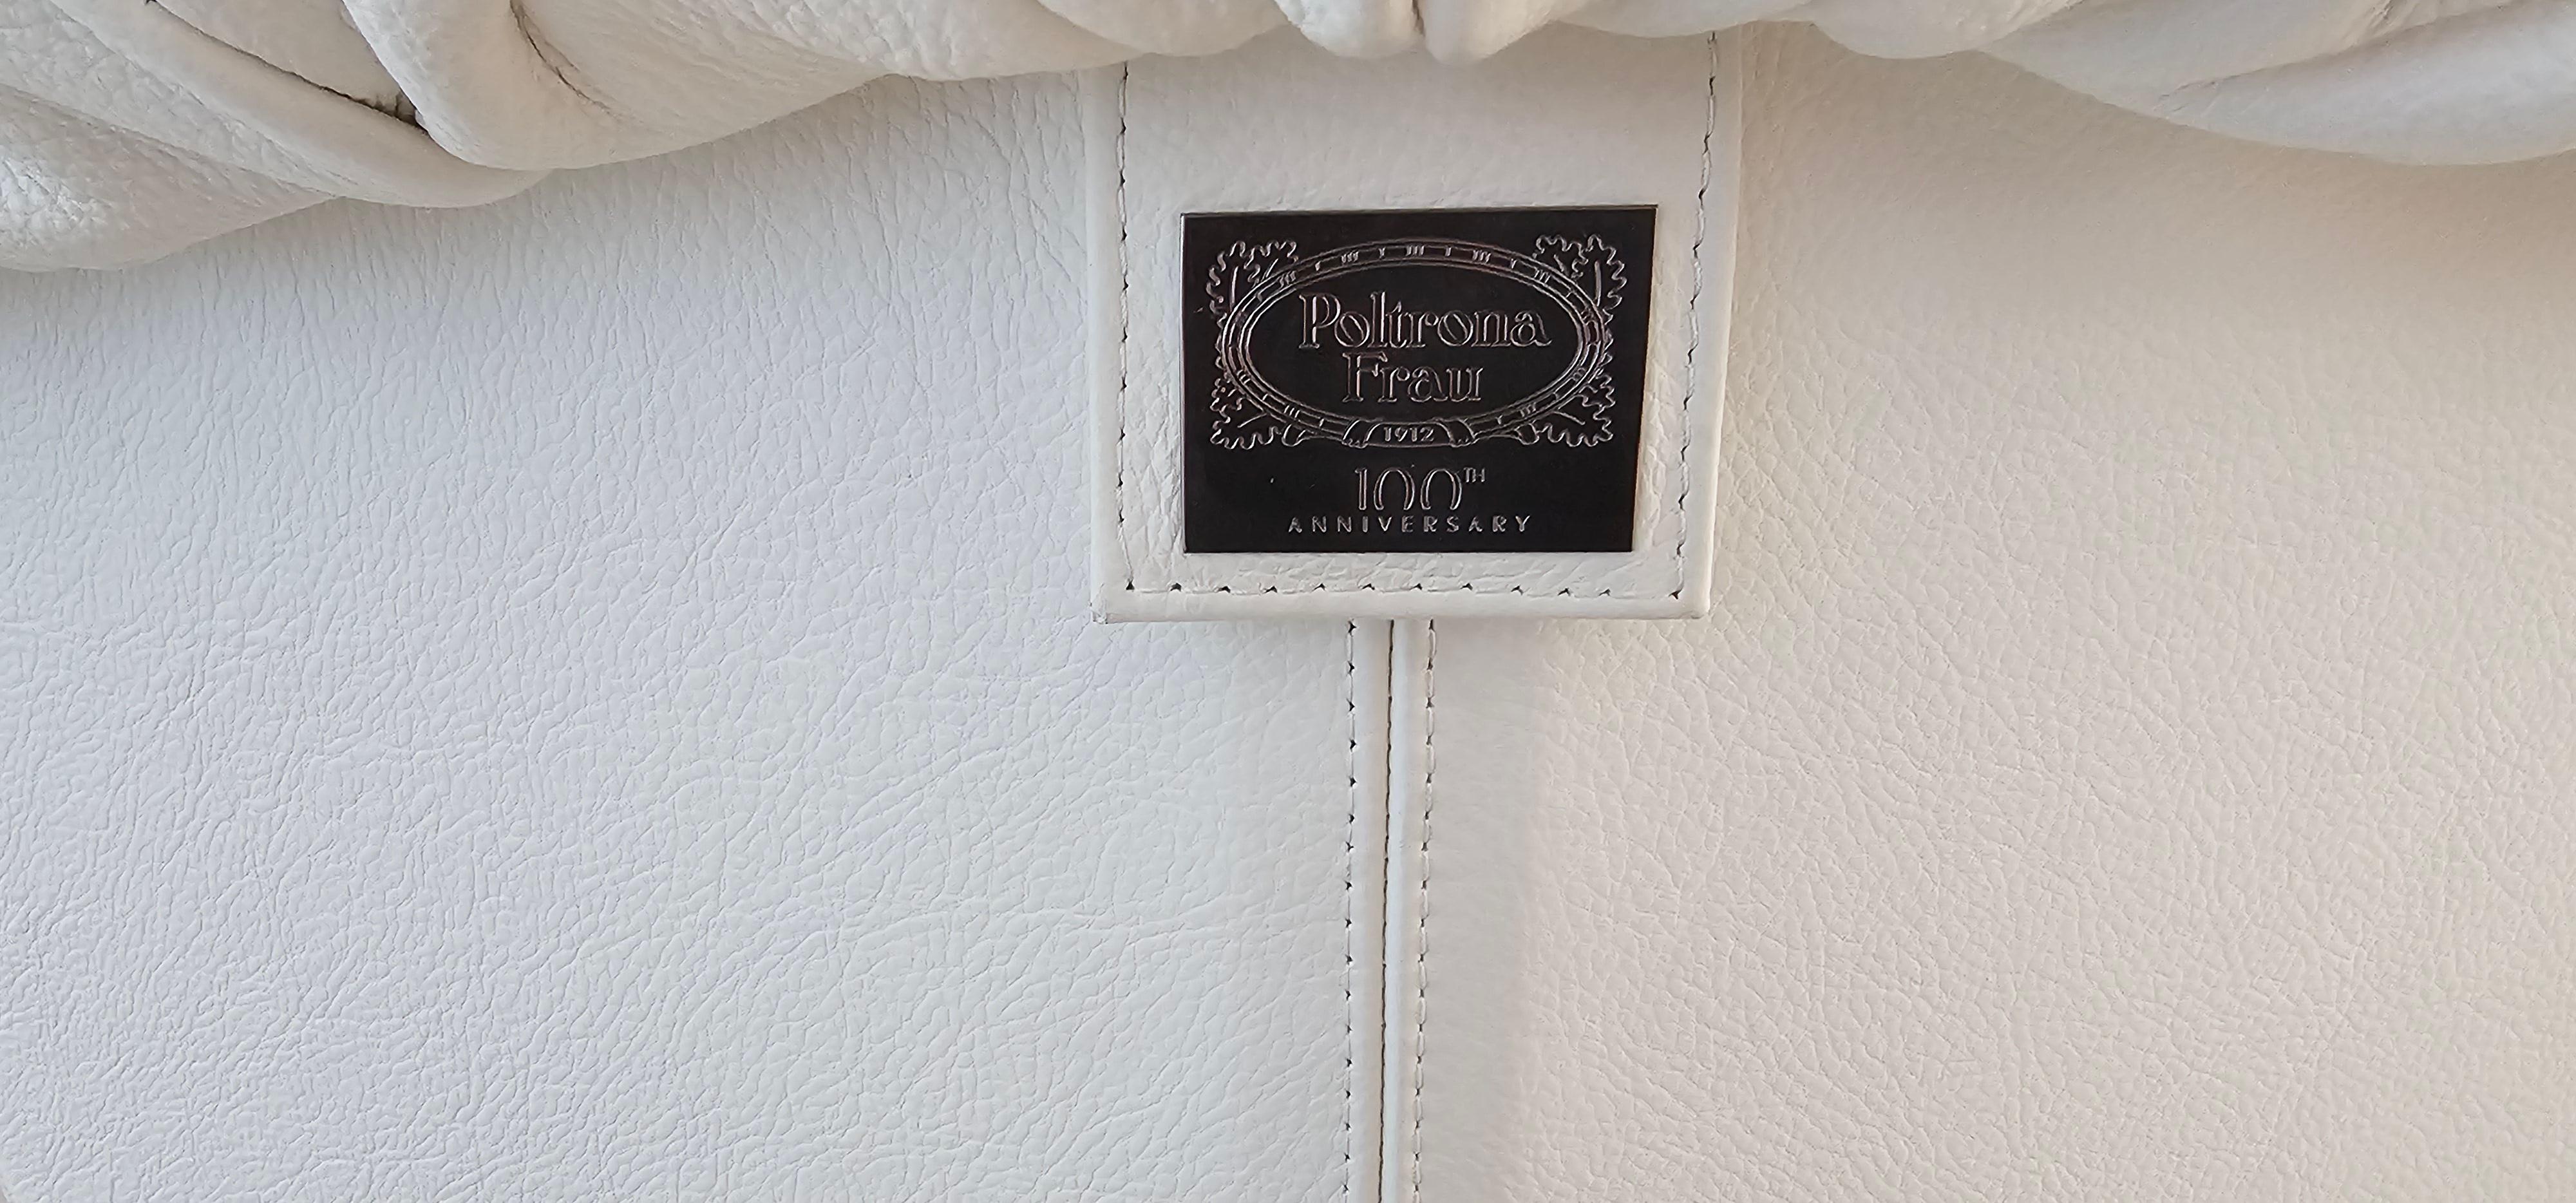 Poltrona
Frau
1912
100TH
ANNIVERSARY